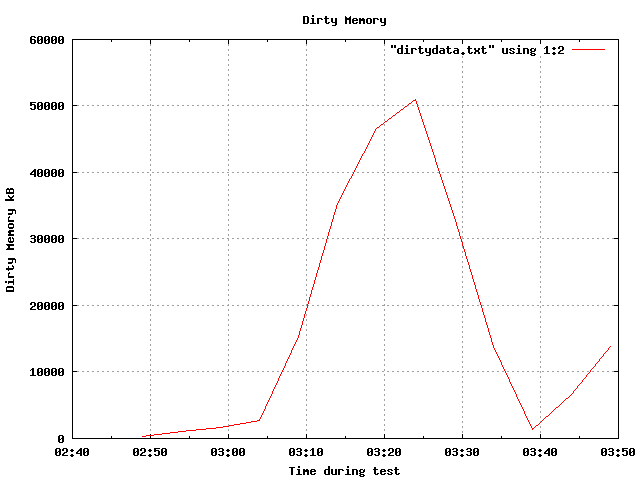 Dirty Memory
"dirtydata.txt" using 1:2
60000
50000
40000
30000
20000
10000
0
Dirty Memory kB
02:40 02:50 03:00 03:10 03:20 03:30 03:40 03:50
Time during test